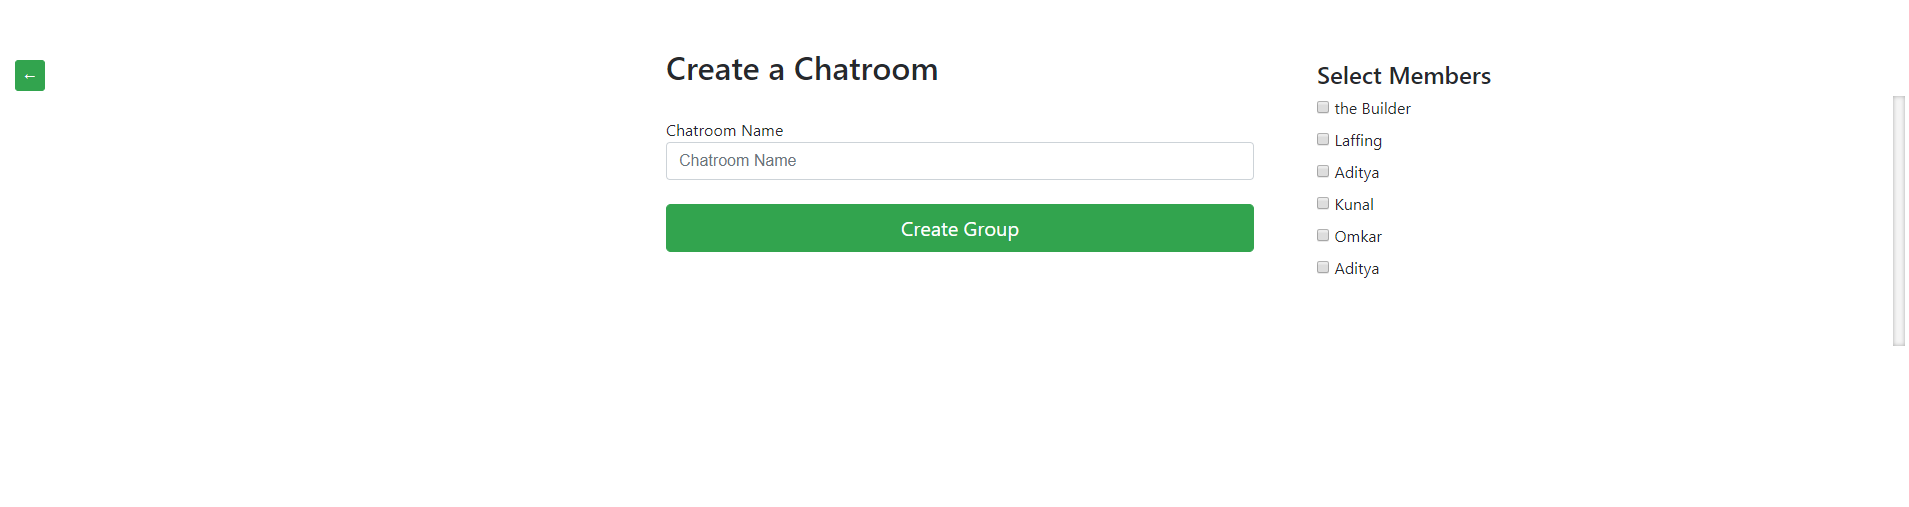 ←
Create a Chatroom
Chatroom Name
Chatroom Name
Create Group
Select Members
the Builder
Laffing
Aditya
Kunal
Omkar
Aditya